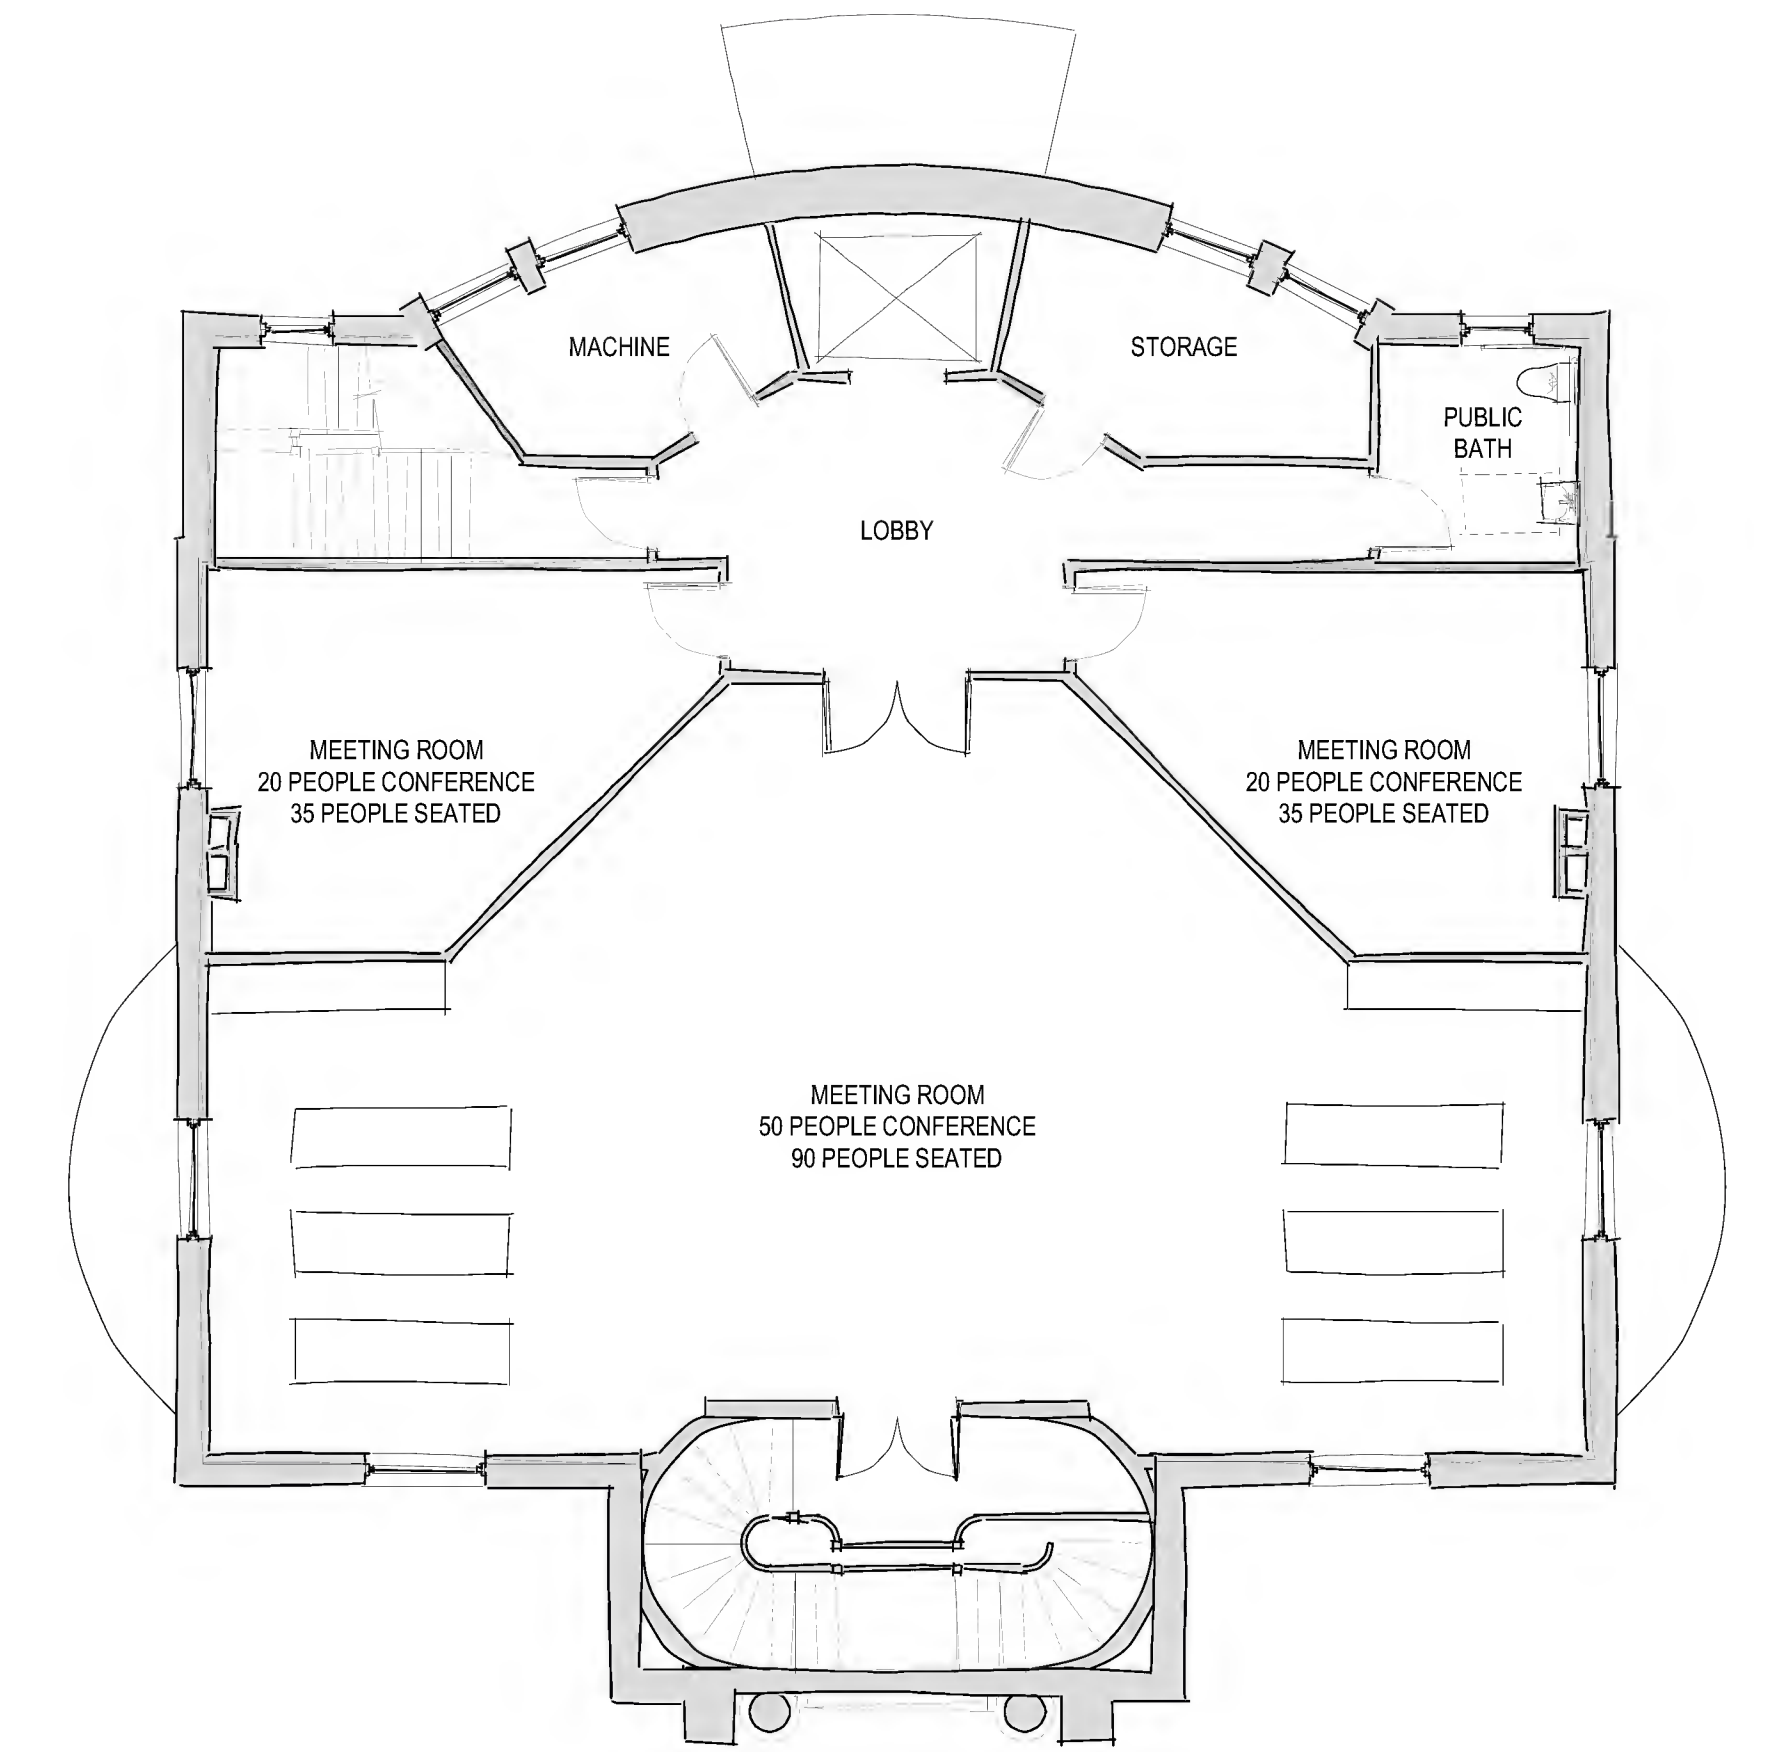 MACHINE
STORAGE
PUBLIC
BATH
LOBBY
MEETING ROOM
20 PEOPLE CONFERENCE
35 PEOPLE SEATED
MEETING ROOM
20 PEOPLE CONFERENCE
35 PEOPLE SEATED
MEETING ROOM
50 PEOPLE CONFERENCE
90 PEOPLE SEATED